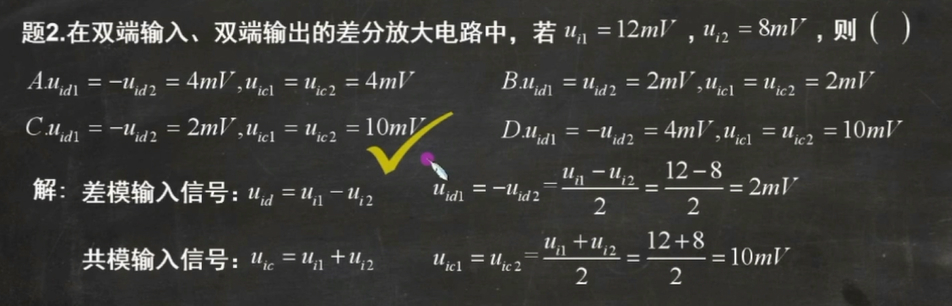 题2.在双端输入、双端输出的差分放大电路中，若 u_{i1} = 12mV , u_{i2} = 8mV , 则 ( )
A.u_{id1} = -u_{id2} = 4mV , u_{ic1} = u_{ic2} = 4mV B.u_{id1} = u_{id2} = 2mV , u_{ic1} = u_{ic2} = 2mV
C.u_{id1} = -u_{id2} = 2mV , u_{ic1} = u_{ic2} = 10mV D.u_{id1} = -u_{id2} = 4mV , u_{ic1} = u_{ic2} = 10mV
解：差模输入信号：u_{id} = u_{i1} - u_{i2} u_{id1} = -u_{id2} = \frac{u_{i1} - u_{i2}}{2} = \frac{12-8}{2} = 2mV
共模输入信号：u_{ic} = u_{i1} + u_{i2} u_{ic1} = u_{ic2} = \frac{u_{i1} + u_{i2}}{2} = \frac{12+8}{2} = 10mV